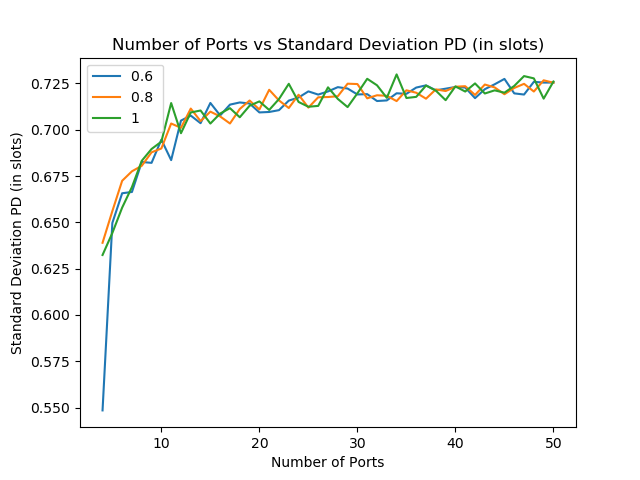 Number of Ports vs Standard Deviation PD (in slots)
0.6
0.8
1
Standard Deviation PD (in slots)
0.725
0.700
0.675
0.650
0.625
0.600
0.575
0.550
10 20 30 40 50
Number of Ports